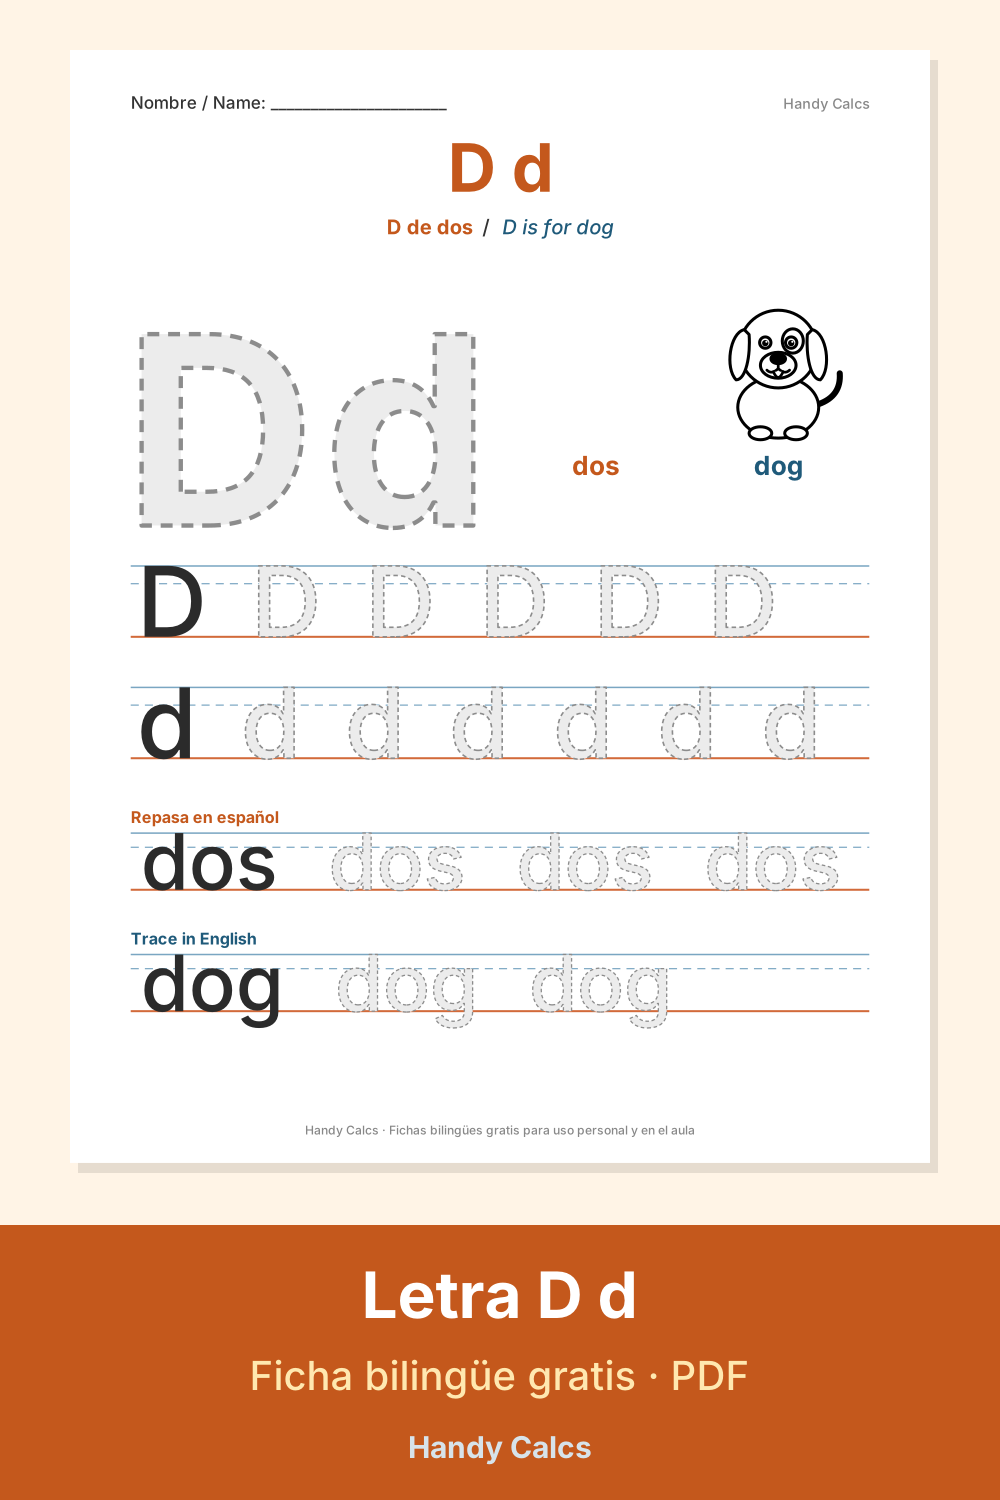 Nombre / Name: ______________________
Handy Calcs
D d
D de dos / D is for dog
Dd
dos
dog
D D D D D D
d d d d d d d
Repasa en español
dos dos dos dos
Trace in English
dog dog dog
Handy Calcs · Fichas bilingües gratis para uso personal y en el aula
Letra D d
Ficha bilingüe gratis · PDF
Handy Calcs